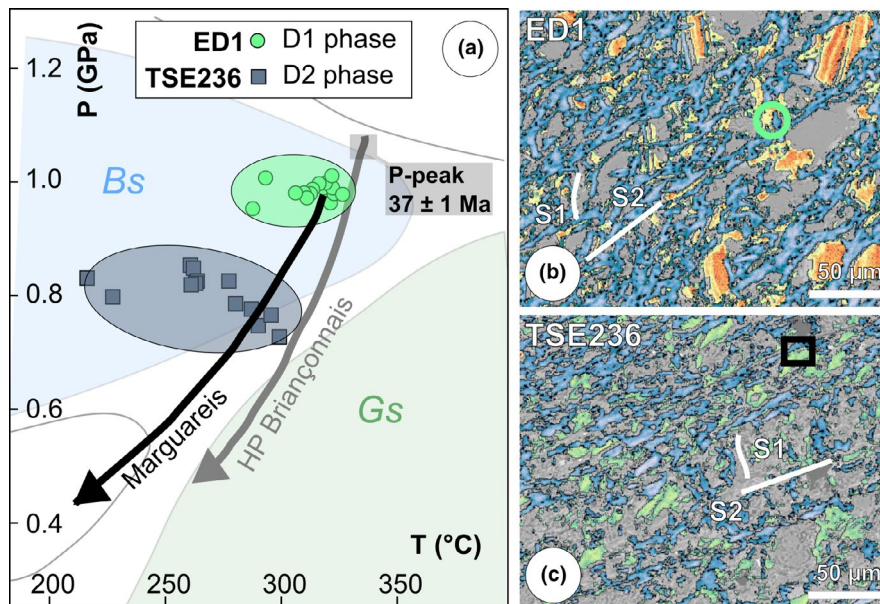 ED1 D1 phase
TSE236 D2 phase
(a)
P (GPa)
1.2
1.0
0.8
0.6
0.4
Bs
P-peak
37 ± 1 Ma
Marguareis
HP Briançonnais
Gs
T (°C)
200
250
300
350
ED1
S1
S2
(b)
50 µm
TSE236
S1
S2
(c)
50 µm